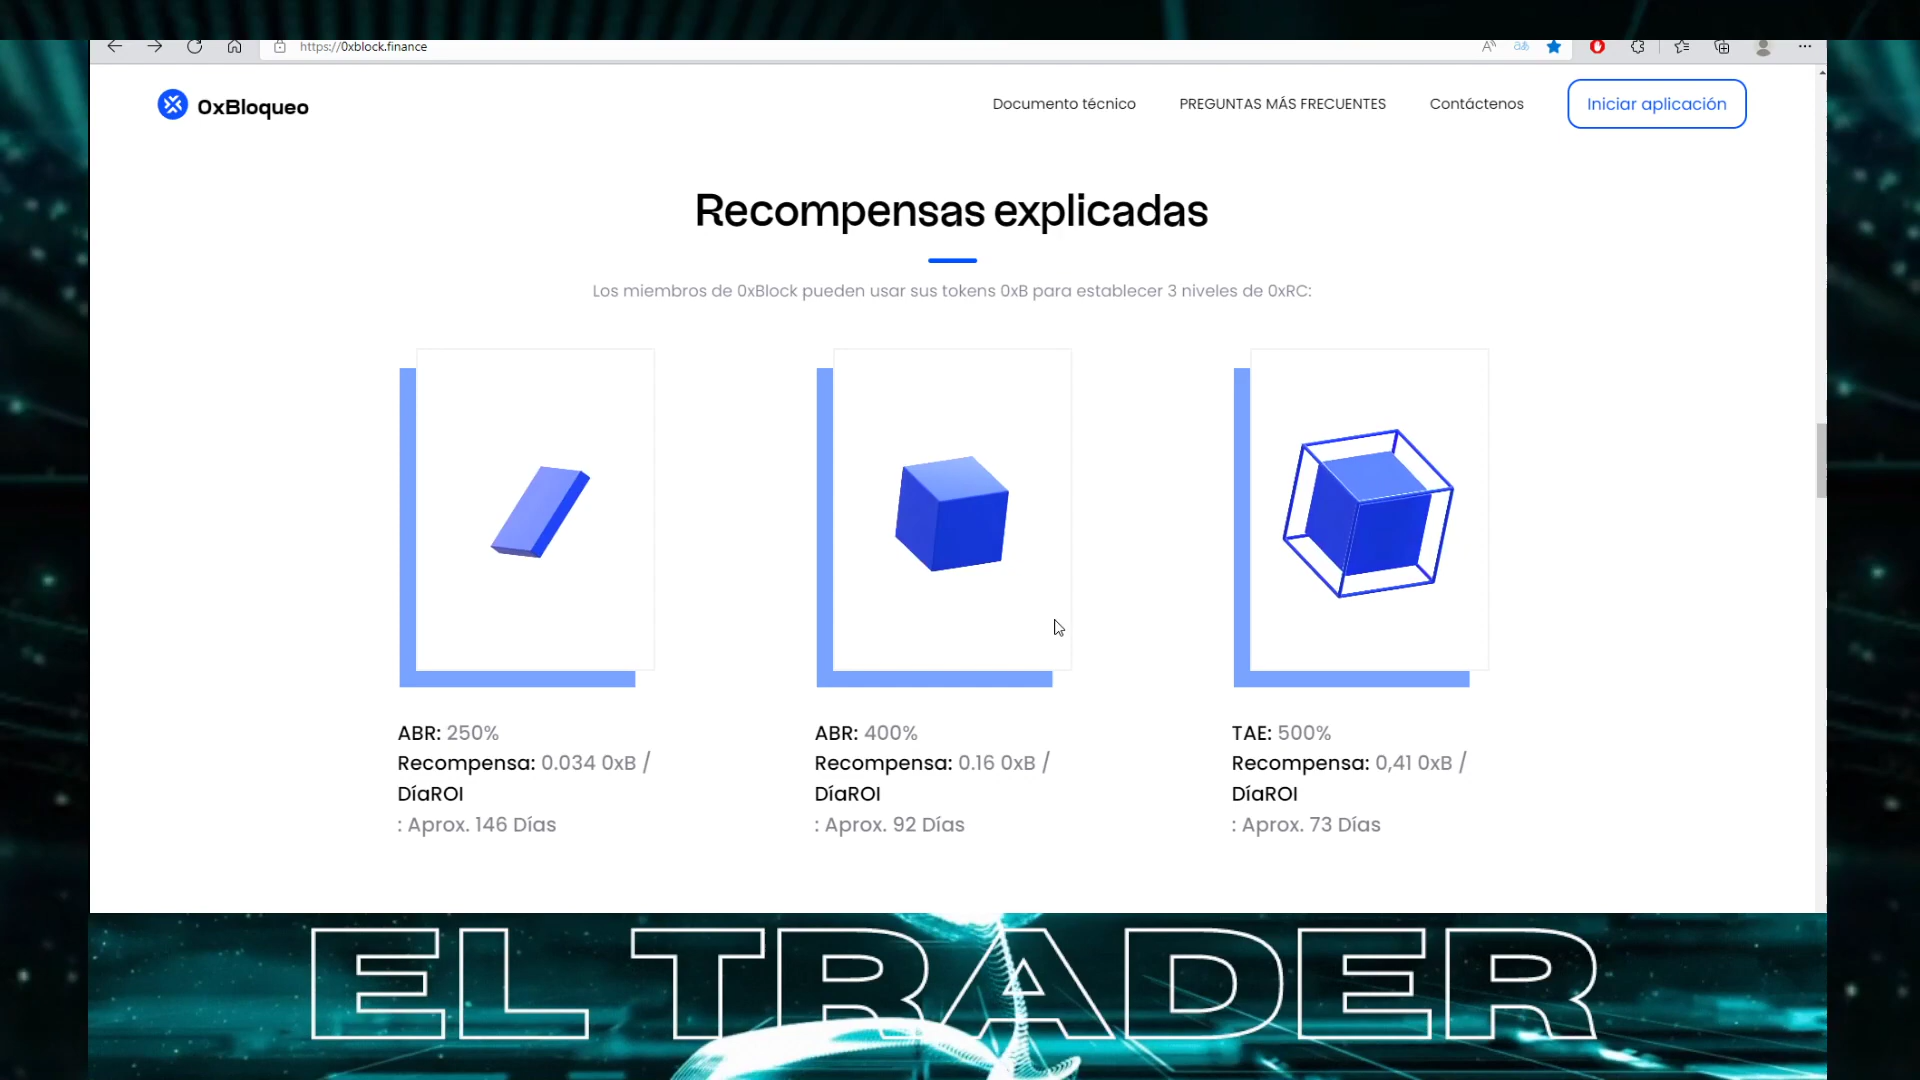 https://0xblock.finance
0xBloqueo
Documento técnico
PREGUNTAS MÁS FRECUENTES
Contáctenos
Iniciar aplicación
Recompensas explicadas
Los miembros de 0xBlock pueden usar sus tokens 0xB para establecer 3 niveles de 0xRC:
ABR: 250%
Recompensa: 0.034 0xB /
DíaROI
: Aprox. 146 Días
ABR: 400%
Recompensa: 0.16 0xB /
DíaROI
: Aprox. 92 Días
TAE: 500%
Recompensa: 0,41 0xB /
DíaROI
: Aprox. 73 Días
EL TRADER